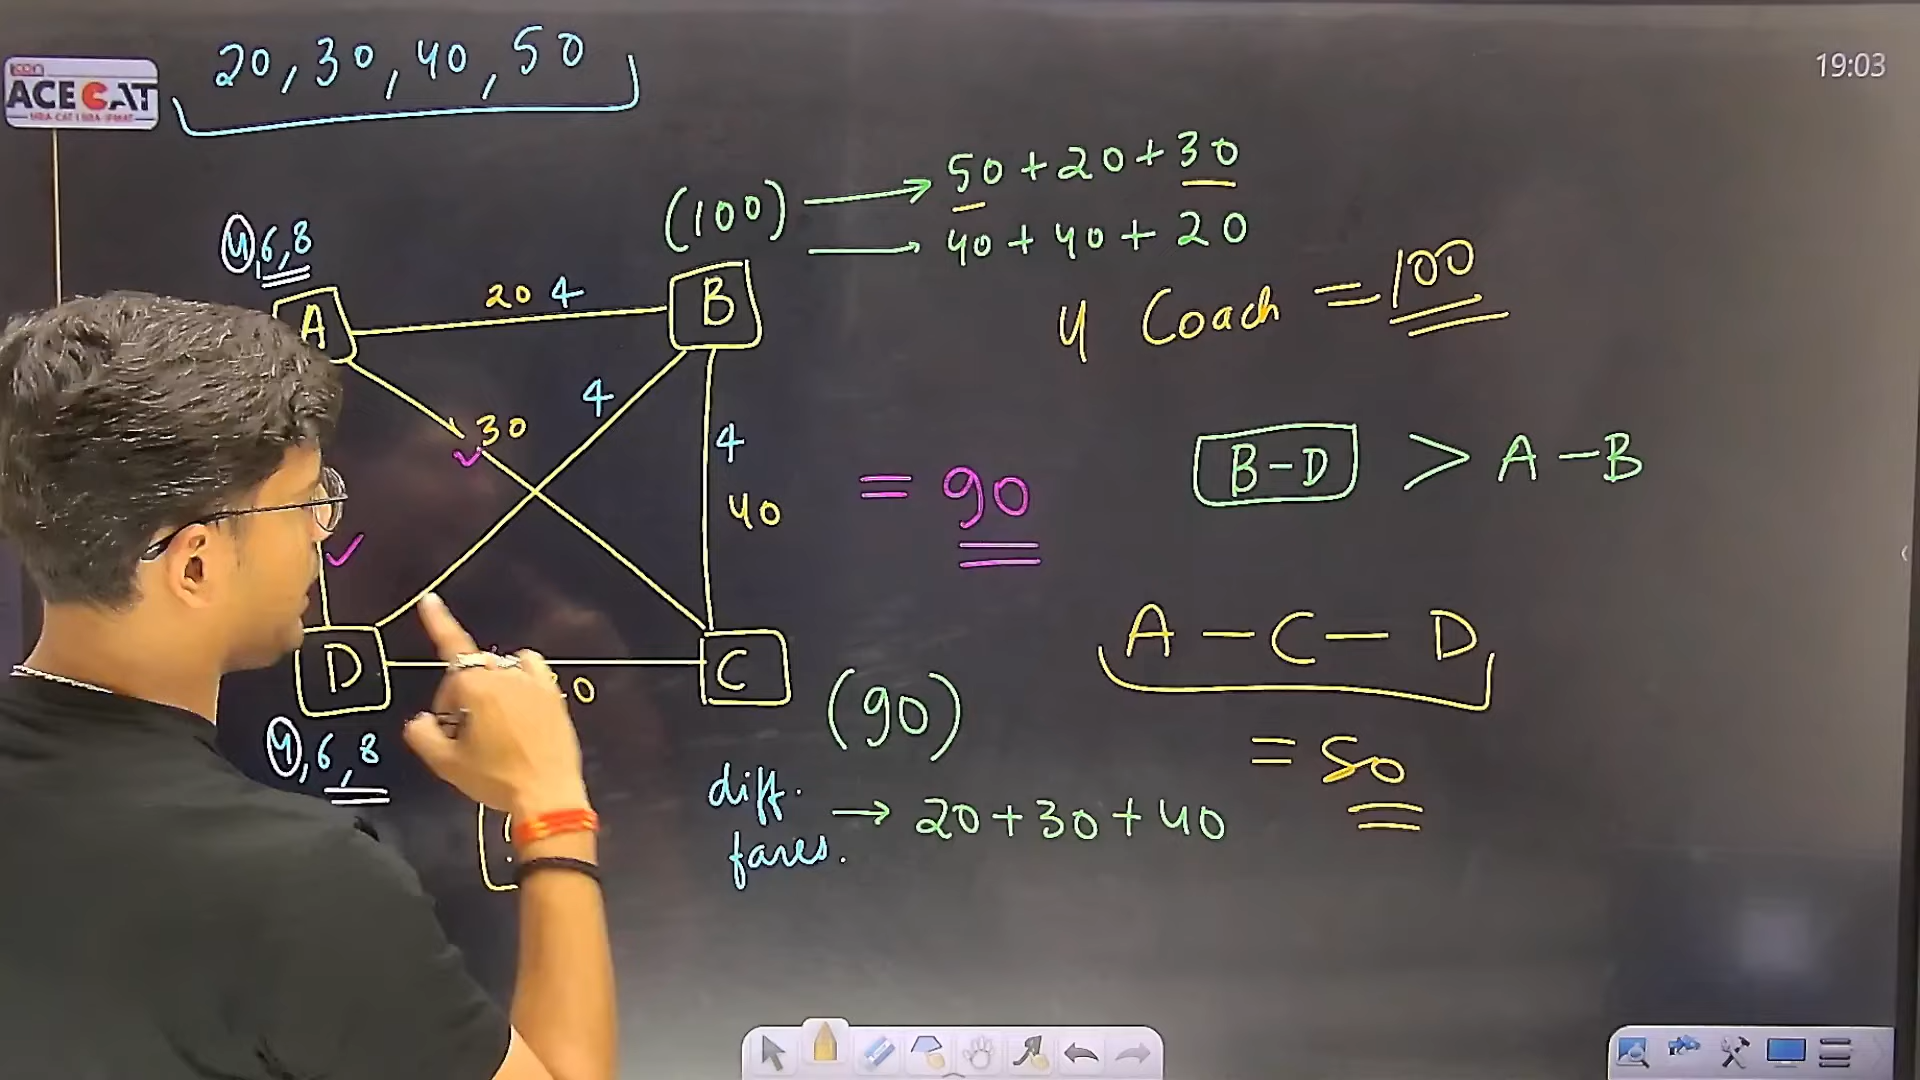 20, 30, 40, 50
19:03
icon
ACE CAT
(100) → 50 + 20 + 30
→ 40 + 40 + 20
4, 6, 8
A
20 4
B
4 Coach = 100
4
30
4
40
= 90
B-D > A-B
D
C
20
A - C - D
= 50
4, 6, 8
(90)
diff. fares. → 20 + 30 + 40